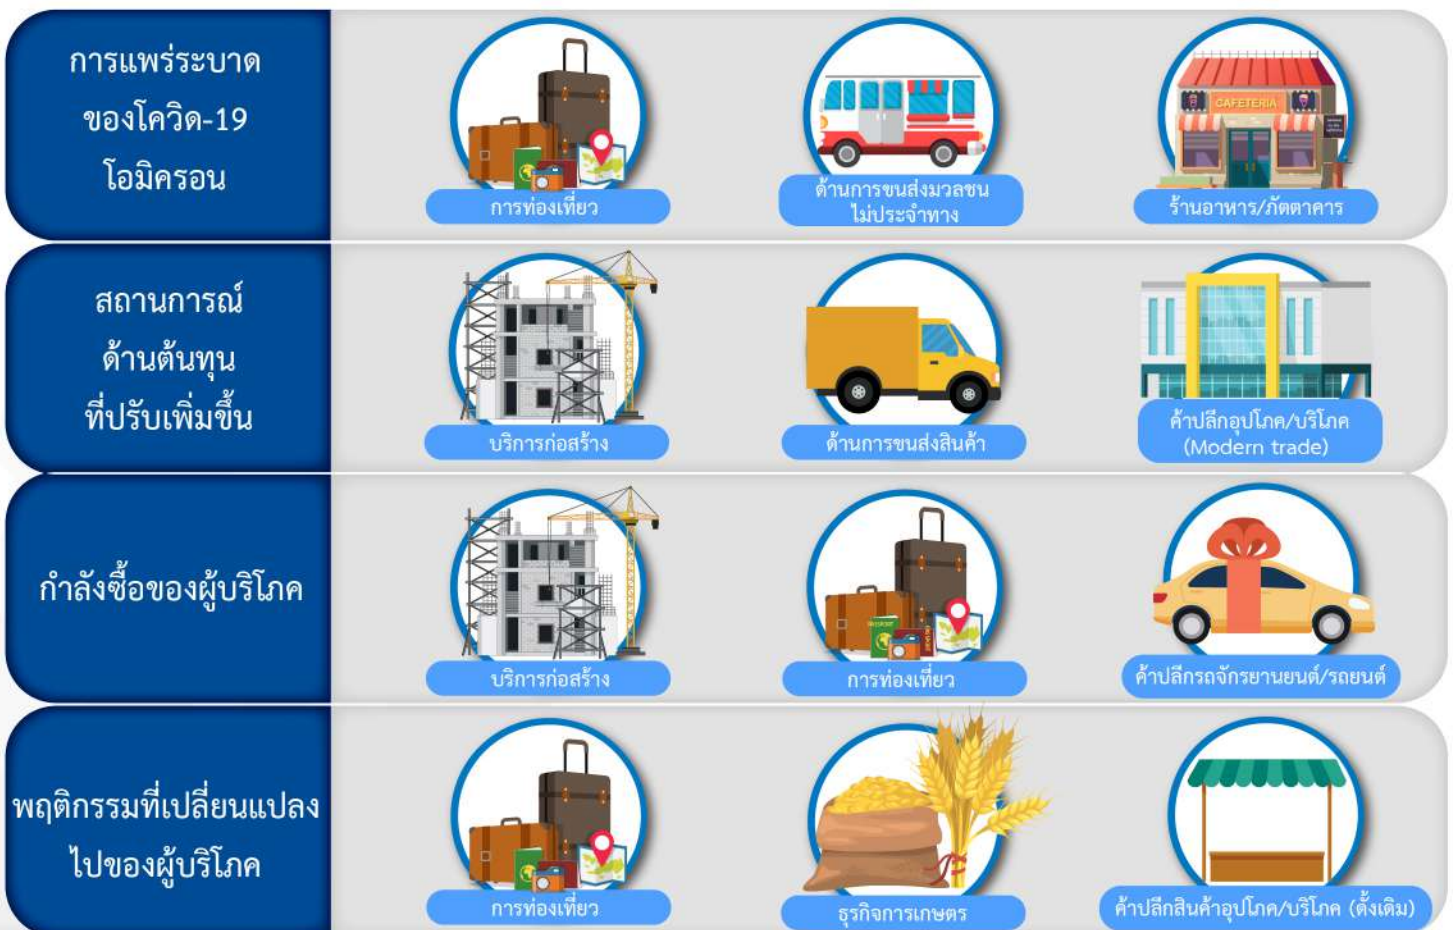 การแพร่ระบาด
ของโควิด-19
โอมิครอน
CAFETERIA
การท่องเที่ยว
ด้านการขนส่งมวลชน
ไม่ประจำทาง
ร้านอาหาร/ภัตตาคาร
สถานการณ์
ด้านต้นทุน
ที่ปรับเพิ่มขึ้น
บริการก่อสร้าง
ด้านการขนส่งสินค้า
ค้าปลีกอุปโภค/บริโภค
(Modern trade)
กำลังซื้อของผู้บริโภค
PASSPORT
บริการก่อสร้าง
การท่องเที่ยว
ค้าปลีกรถจักรยานยนต์/รถยนต์
พฤติกรรมที่เปลี่ยนแปลง
ไปของผู้บริโภค
การท่องเที่ยว
ธุรกิจการเกษตร
ค้าปลีกสินค้าอุปโภค/บริโภค (ดั้งเดิม)